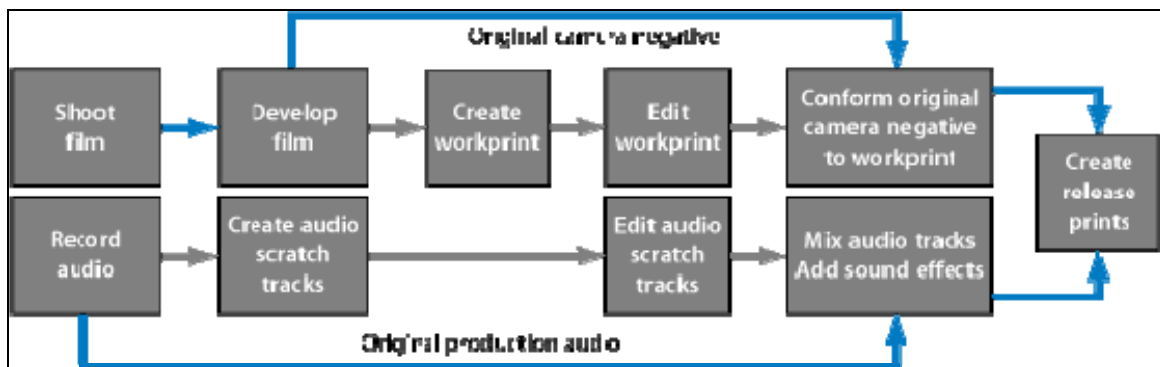 Original camera negative
Shoot
film
Develop
film
Create
workprint
Edit
workprint
Conform original
camera negative
to workprint
Create
release
prints
Record
audio
Create audio
scratch
tracks
Edit audio
scratch
tracks
Mix audio tracks
Add sound effects
Original production audio